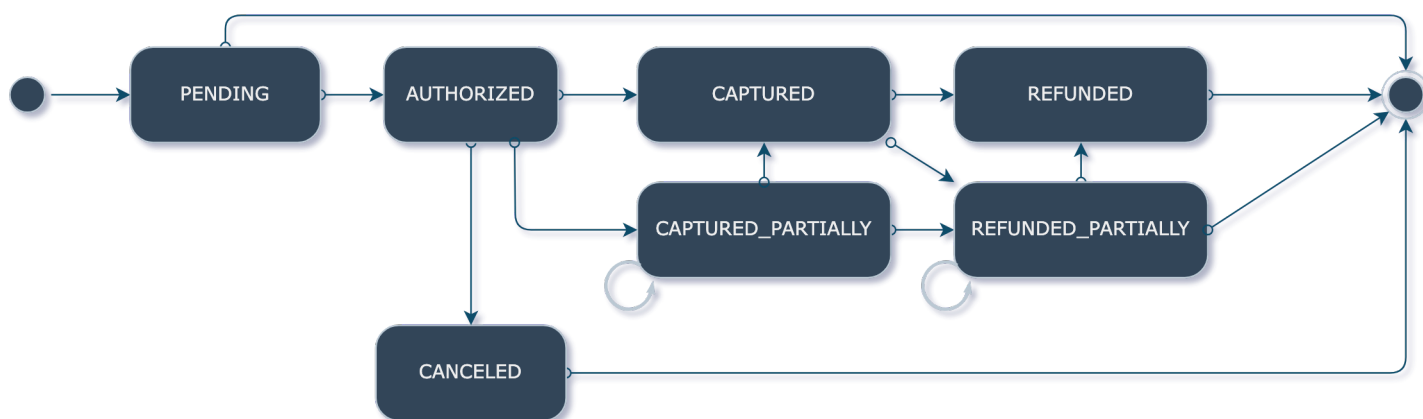 PENDING
AUTHORIZED
CAPTURED
REFUNDED
CAPTURED_PARTIALLY
REFUNDED_PARTIALLY
CANCELED